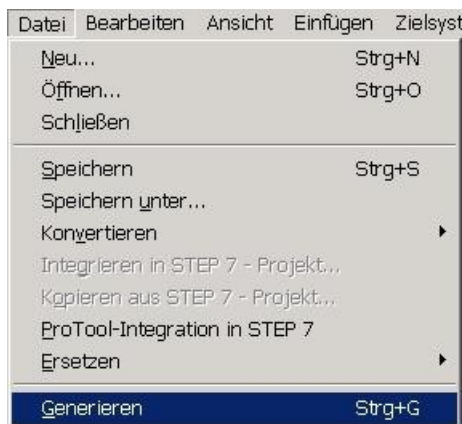 Datei Bearbeiten Ansicht Einfügen Zielsyst
Neu... Strg+N
Öffnen... Strg+O
Schließen
Speichern Strg+S
Speichern unter...
Konvertieren
Integrieren in STEP 7 - Projekt...
Kopieren aus STEP 7 - Projekt...
ProTool-Integration in STEP 7
Ersetzen
Generieren Strg+G